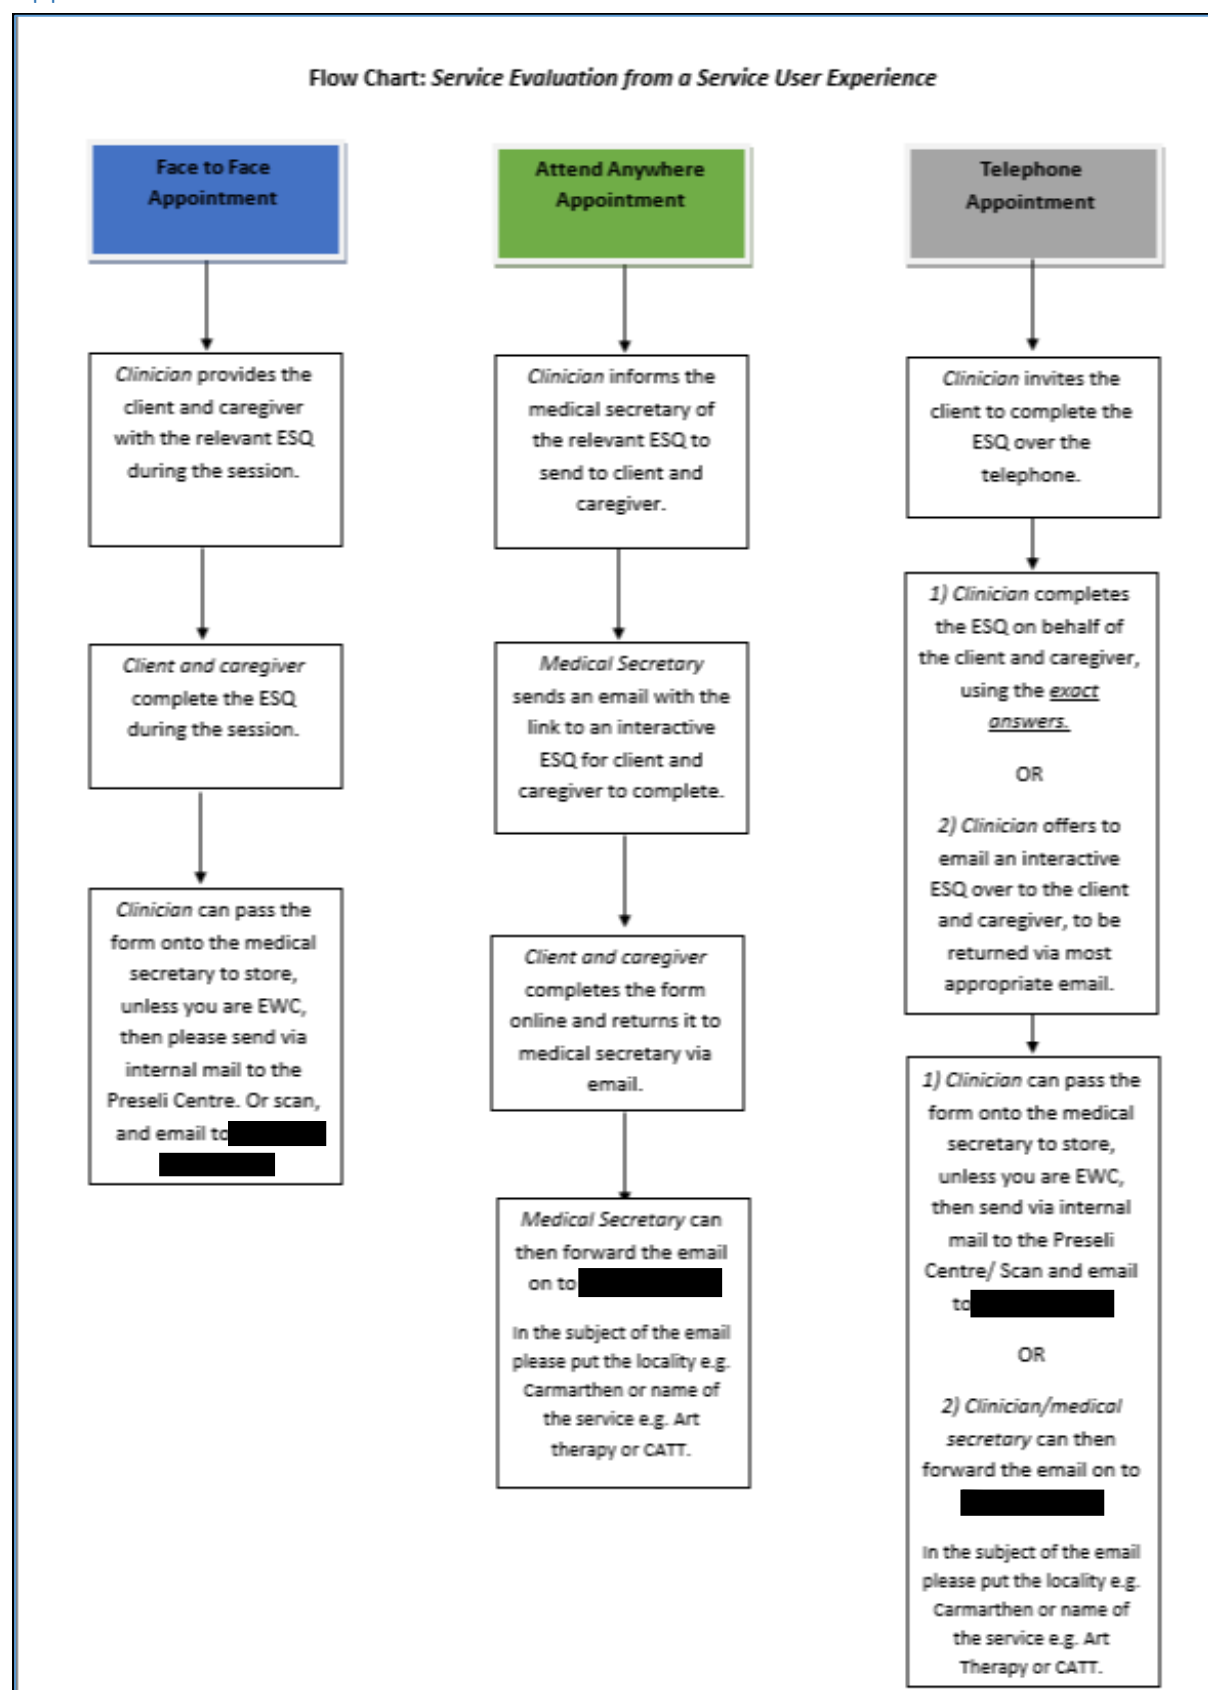 Flow Chart: Service Evaluation from a Service User Experience
Face to Face
Appointment
Clinician provides the
client and caregiver
with the relevant ESQ
during the session.
Client and caregiver
complete the ESQ
during the session.
Clinician can pass the
form onto the medical
secretary to store,
unless you are EWC,
then please send via
internal mail to the
Preseli Centre. Or scan,
and email to
Attend Anywhere
Appointment
Clinician informs the
medical secretary of
the relevant ESQ to
send to client and
caregiver.
Medical Secretary
sends an email with the
link to an interactive
ESQ for client and
caregiver to complete.
Client and caregiver
completes the form
online and returns it to
medical secretary via
email.
Medical Secretary can
then forward the email
on to
In the subject of the email
please put the locality e.g.
Carmarthen or name of
the service e.g. Art
therapy or CATT.
Telephone
Appointment
Clinician invites the
client to complete the
ESQ over the
telephone.
1) Clinician completes
the ESQ on behalf of
the client and caregiver,
using the exact
answers.
OR
2) Clinician offers to
email an interactive
ESQ over to the client
and caregiver, to be
returned via most
appropriate email.
1) Clinician can pass the
form onto the medical
secretary to store,
unless you are EWC,
then send via internal
mail to the Preseli
Centre/ Scan and email
to
OR
2) Clinician/medical
secretary can then
forward the email on to
In the subject of the email
please put the locality e.g.
Carmarthen or name of
the service e.g. Art
Therapy or CATT.